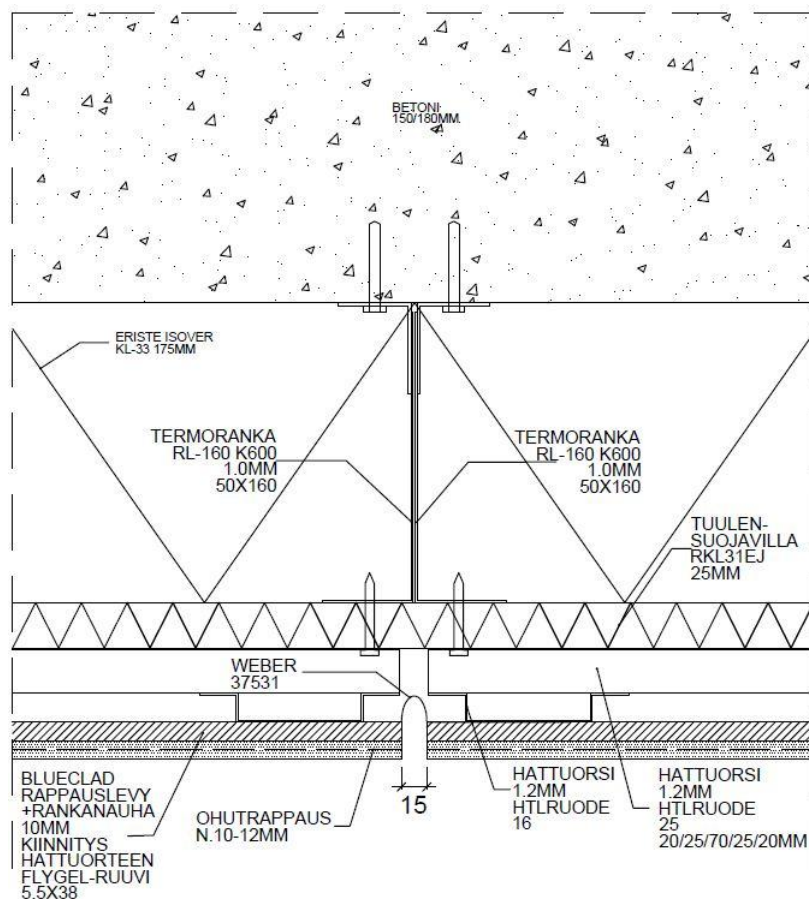 BETONI
150/180MM.
ERISTE ISOVER
KL-33 175MM
TERMORANKA
RL-160 K600
1.0MM
50X160
TERMORANKA
RL-160 K600
1.0MM
50X160
TUULEN-
SUOJAVILLA
RKL31EJ
25MM
WEBER
37531
BLUECLAD
RAPPAUSLEVY
+RANKANAUHA
10MM
KIINNITYS
HATTUORTEEN
FLYGEL-RUUVI
5.5X38
OHUTRAPPAUS
N.10-12MM
15
HATTUORSI
1.2MM
HTLRUODE
16
HATTUORSI
1.2MM
HTLRUODE
25
20/25/70/25/20MM